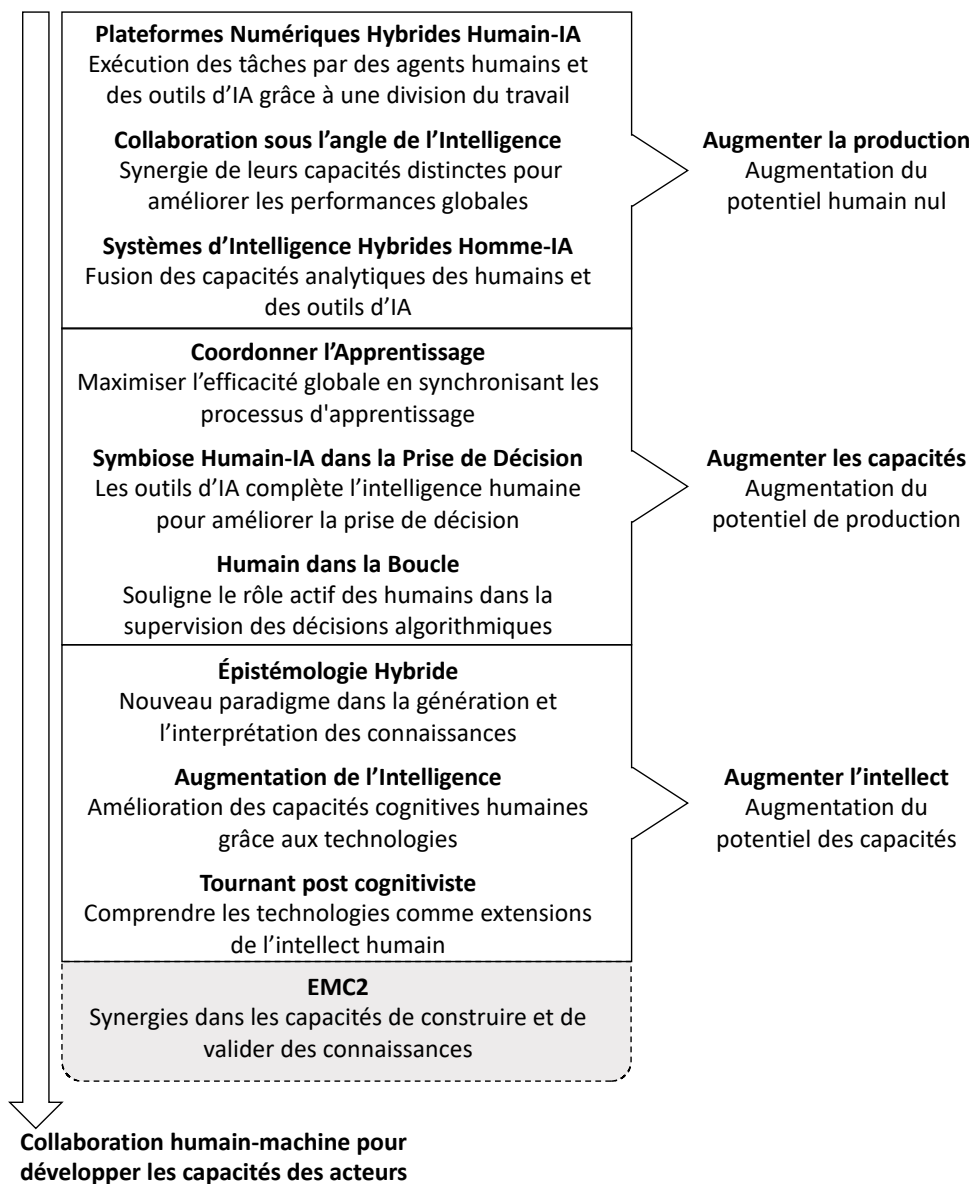 Plateformes Numériques Hybrides Humain-IA
Exécution des tâches par des agents humains et
des outils d’IA grâce à une division du travail
Collaboration sous l’angle de l’Intelligence
Synergie de leurs capacités distinctes pour
améliorer les performances globales
Systèmes d’Intelligence Hybrides Homme-IA
Fusion des capacités analytiques des humains et
des outils d’IA
Augmenter la production
Augmentation du
potentiel humain nul
Coordonner l’Apprentissage
Maximiser l’efficacité globale en synchronisant les
processus d'apprentissage
Symbiose Humain-IA dans la Prise de Décision
Les outils d’IA complète l’intelligence humaine
pour améliorer la prise de décision
Humain dans la Boucle
Souligne le rôle actif des humains dans la
supervision des décisions algorithmiques
Augmenter les capacités
Augmentation du
potentiel de production
Épistémologie Hybride
Nouveau paradigme dans la génération et
l’interprétation des connaissances
Augmentation de l’Intelligence
Amélioration des capacités cognitives humaines
grâce aux technologies
Tournant post cognitiviste
Comprendre les technologies comme extensions
de l’intellect humain
Augmenter l’intellect
Augmentation du
potentiel des capacités
EMC2
Synergies dans les capacités de construire et de
valider des connaissances
Collaboration humain-machine pour
développer les capacités des acteurs